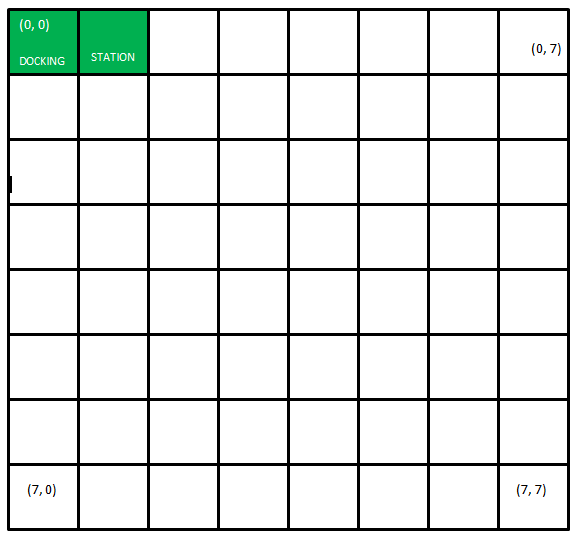 (0, 0)
DOCKING
STATION
(0, 7)
(7, 0)
(7, 7)